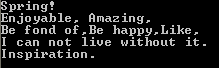 Spring!
Enjoyable, Amazing,
Be fond of,Be happy,Like,
I can not live without it.
Inspiration.